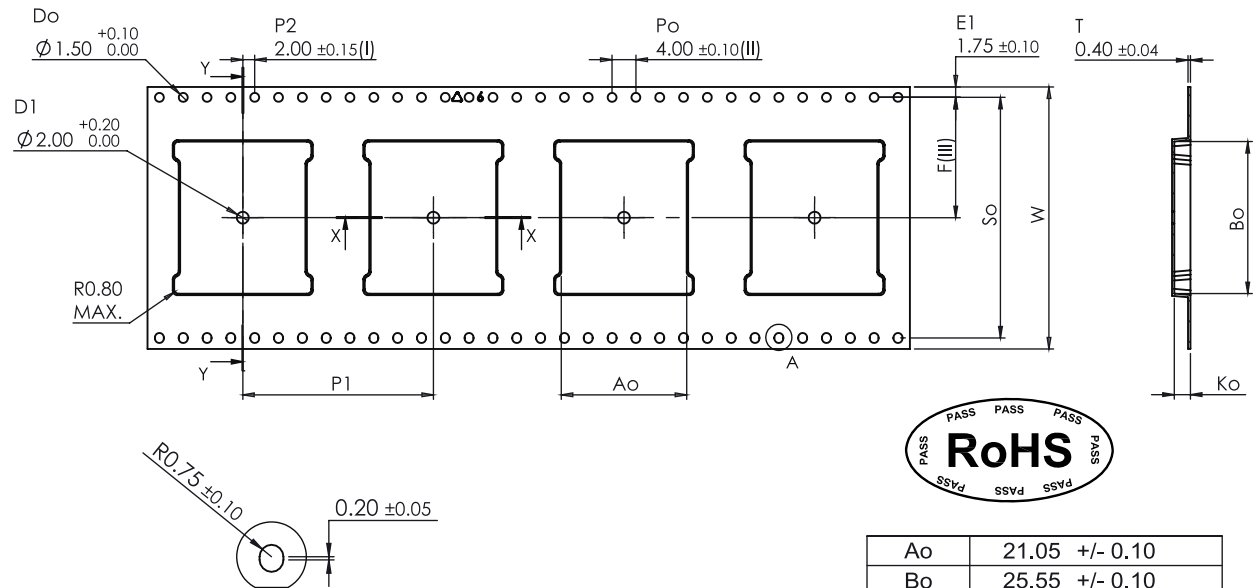 Do
Ø1.50 +0.10 0.00
P2
2.00 ±0.15(I)
Po
4.00 ±0.10(II)
E1
1.75 ±0.10
T
0.40 ±0.04
Y
D1
Ø2.00 +0.20 0.00
6
F(III)
So
W
Bo
X
X
R0.80
MAX.
Y
P1
Ao
A
Ko
R0.75 ±0.10
0.20 ±0.05
PASS PASS PASS
PASS RoHS PASS
PASS PASS PASS
Ao 21.05 +/- 0.10
Bo 25.55 +/- 0.10